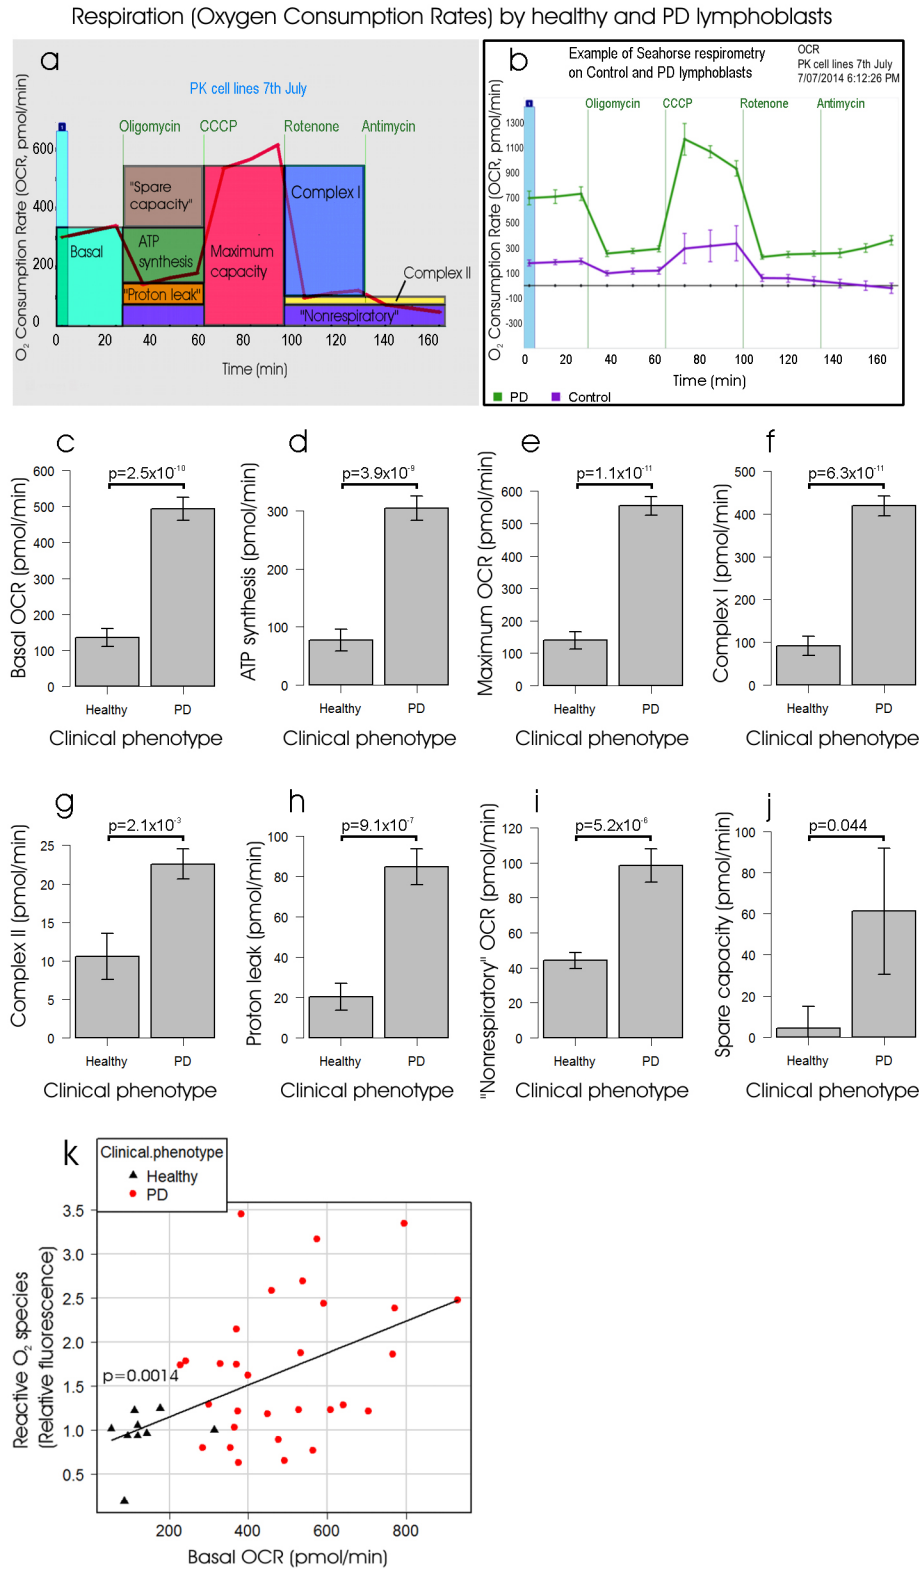 Respiration (Oxygen Consumption Rates) by healthy and PD lymphoblasts
a
PK cell lines 7th July
Oligomycin CCCP Rotenone Antimycin
O2 Consumption Rate (OCR, pmol/min)
600
400
200
0
"Spare capacity"
Basal
ATP synthesis
"Proton leak"
Maximum capacity
Complex I
Complex II
"Nonrespiratory"
0 20 40 60 80 100 120 140 160
Time (min)
b
Example of Seahorse respirometry
on Control and PD lymphoblasts
OCR
PK cell lines 7th July
7/07/2014 6:12:26 PM
Oligomycin CCCP Rotenone Antimycin
O2 Consumption Rate (OCR, pmol/min)
1300
1100
900
700
500
300
100
-100
-300
0 20 40 60 80 100 120 140 160
Time (min)
PD Control
c
p=2.5x10-10
Basal OCR (pmol/min)
600
500
400
300
200
100
0
Healthy PD
Clinical phenotype
d
p=3.9x10-9
ATP synthesis (pmol/min)
300
200
100
0
Healthy PD
Clinical phenotype
e
p=1.1x10-11
Maximum OCR (pmol/min)
600
500
400
300
200
100
0
Healthy PD
Clinical phenotype
f
p=6.3x10-11
Complex I (pmol/min)
500
400
300
200
100
0
Healthy PD
Clinical phenotype
g
p=2.1x10-3
Complex II (pmol/min)
25
20
15
10
5
0
Healthy PD
Clinical phenotype
h
p=9.1x10-7
Proton leak (pmol/min)
100
80
60
40
20
0
Healthy PD
Clinical phenotype
i
p=5.2x10-6
"Nonrespiratory" OCR (pmol/min)
120
100
80
60
40
20
0
Healthy PD
Clinical phenotype
j
p=0.044
Spare capacity (pmol/min)
100
80
60
40
20
0
Healthy PD
Clinical phenotype
k
Clinical.phenotype
Healthy
PD
Reactive O2 species
(Relative fluorescence)
3.5
3.0
2.5
2.0
1.5
1.0
0.5
p=0.0014
200 400 600 800
Basal OCR (pmol/min)